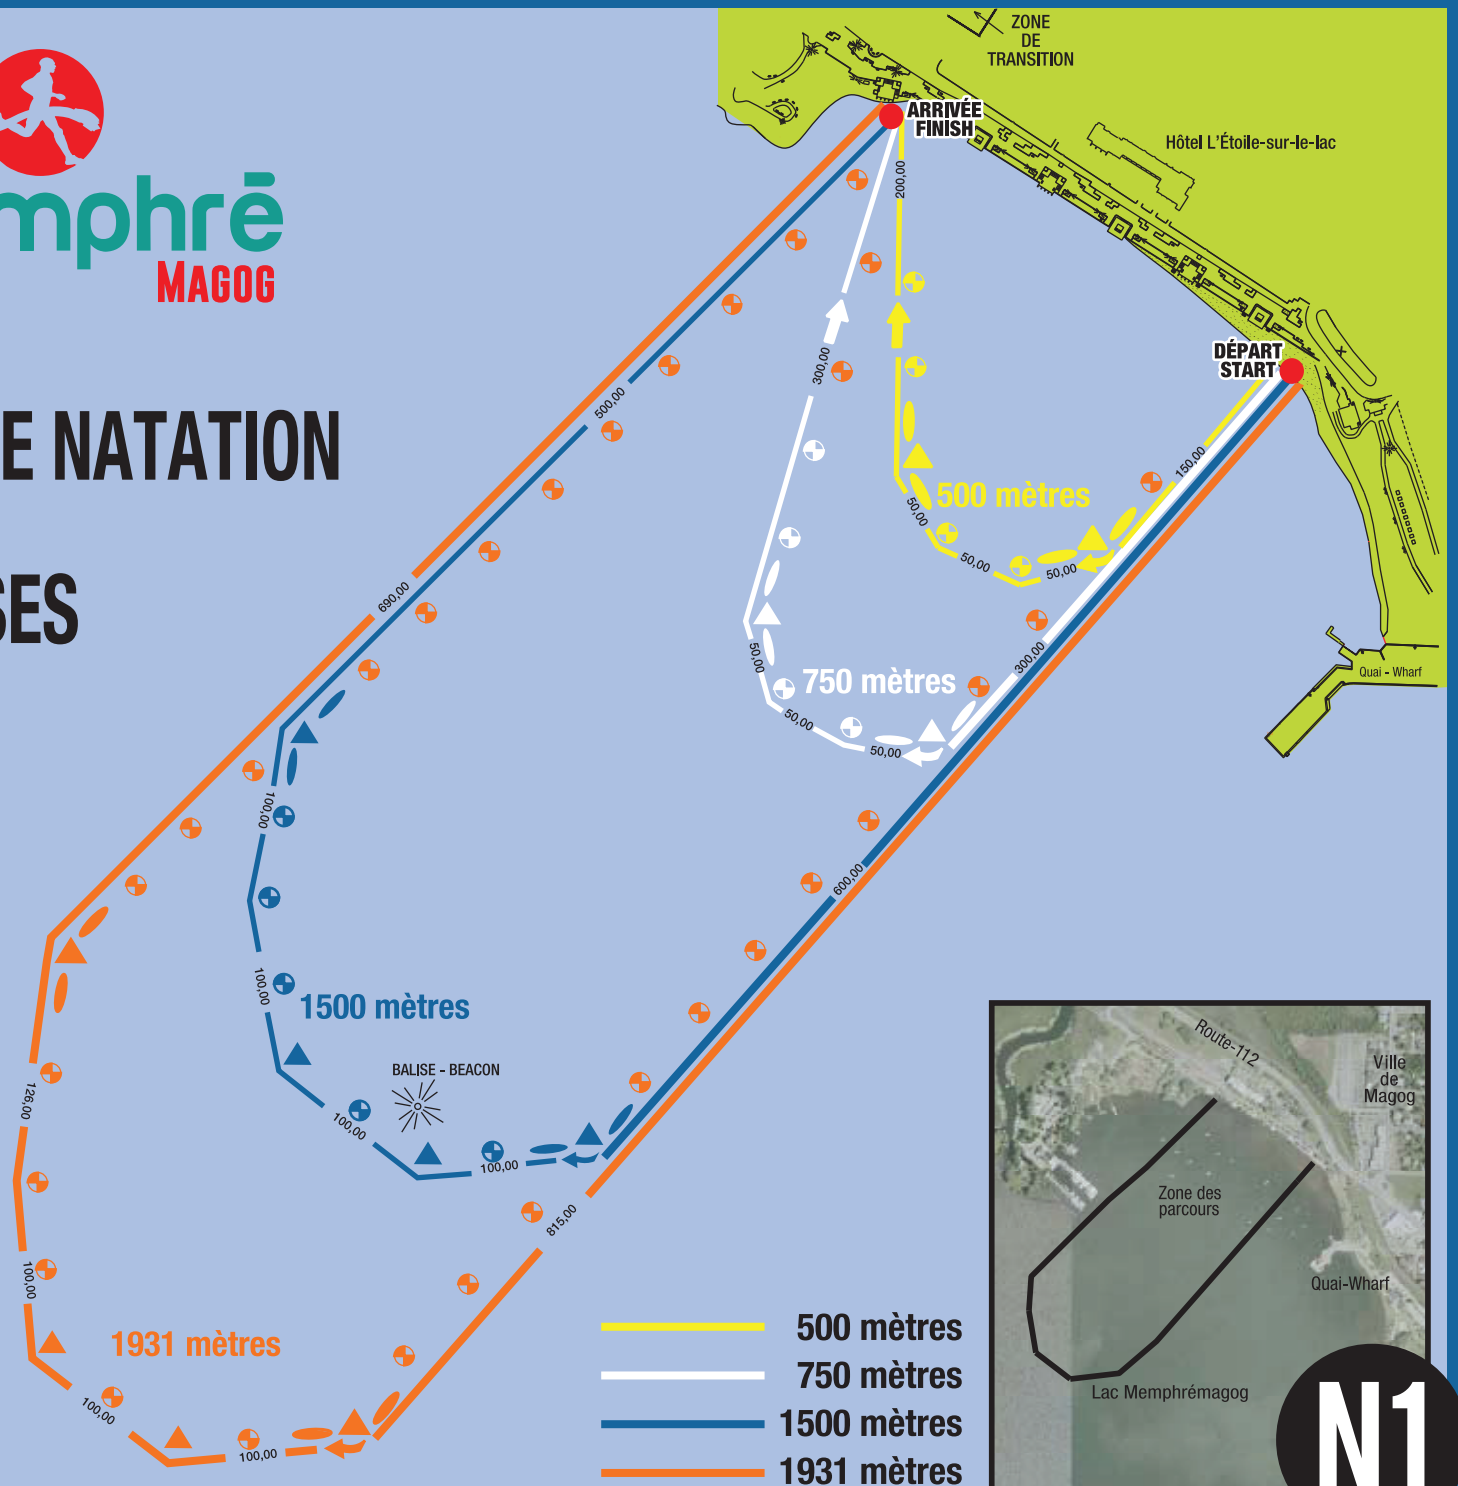 ZONE
DE
TRANSITION
ARRIVÉE
FINISH
Hôtel L'Étoile-sur-le-lac
mphrē
MAGOG
DÉPART
START
E NATATION
SES
200,00
300,00
500,00
690,00
150,00
500 mètres
50,00
50,00
50,00
300,00
750 mètres
50,00
50,00
50,00
Quai - Wharf
600,00
100,00
100,00
1500 mètres
BALISE - BEACON
100,00
100,00
815,00
126,00
100,00
1931 mètres
100,00
100,00
500 mètres
750 mètres
1500 mètres
1931 mètres
Route-112
Ville
de
Magog
Zone des
parcours
Quai-Wharf
Lac Memphrémagog
N1